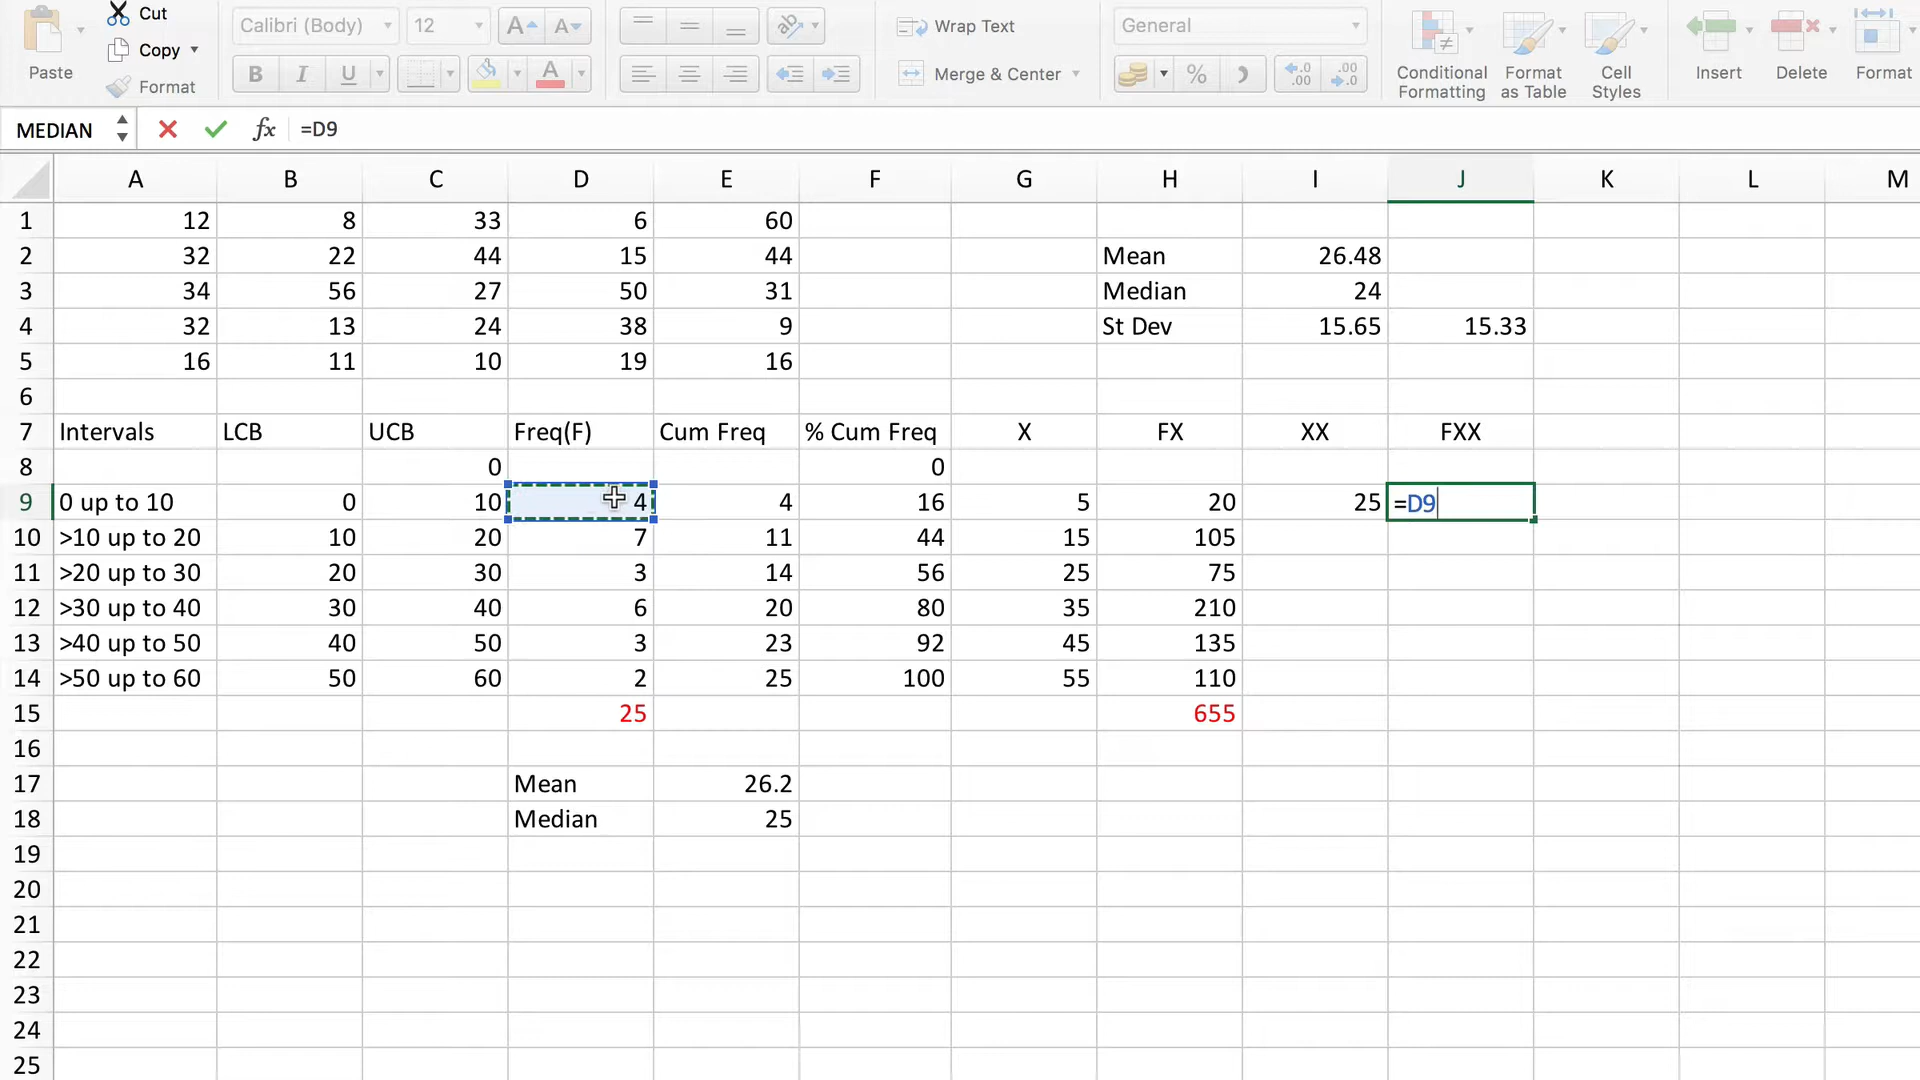 Cut
Calibri (Body) 12 A A Wrap Text General
Paste Copy
Format B I U A Merge & Center % .0 .00 .00 .0 Conditional Formatting Format as Table Cell Styles Insert Delete Format
MEDIAN fx =D9
A B C D E F G H I J K L M
1 12 8 33 6 60
2 32 22 44 15 44 Mean 26.48
3 34 56 27 50 31 Median 24
4 32 13 24 38 9 St Dev 15.65 15.33
5 16 11 10 19 16
6
7 Intervals LCB UCB Freq(F) Cum Freq % Cum Freq X FX XX FXX
8 0 0
9 0 up to 10 0 10 4 4 16 5 20 25 =D9
10 >10 up to 20 10 20 7 11 44 15 105
11 >20 up to 30 20 30 3 14 56 25 75
12 >30 up to 40 30 40 6 20 80 35 210
13 >40 up to 50 40 50 3 23 92 45 135
14 >50 up to 60 50 60 2 25 100 55 110
15 25 655
16
17 Mean 26.2
18 Median 25
19
20
21
22
23
24
25